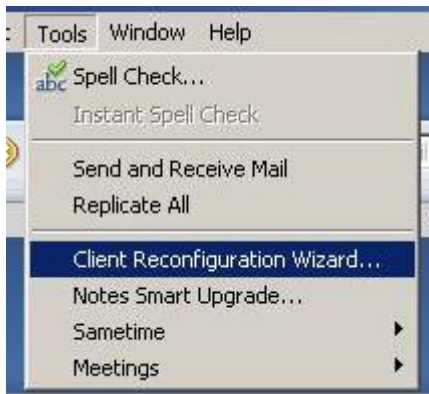 Tools Window Help
abc Spell Check...
Instant Spell Check
Send and Receive Mail
Replicate All
Client Reconfiguration Wizard...
Notes Smart Upgrade...
Sametime
Meetings